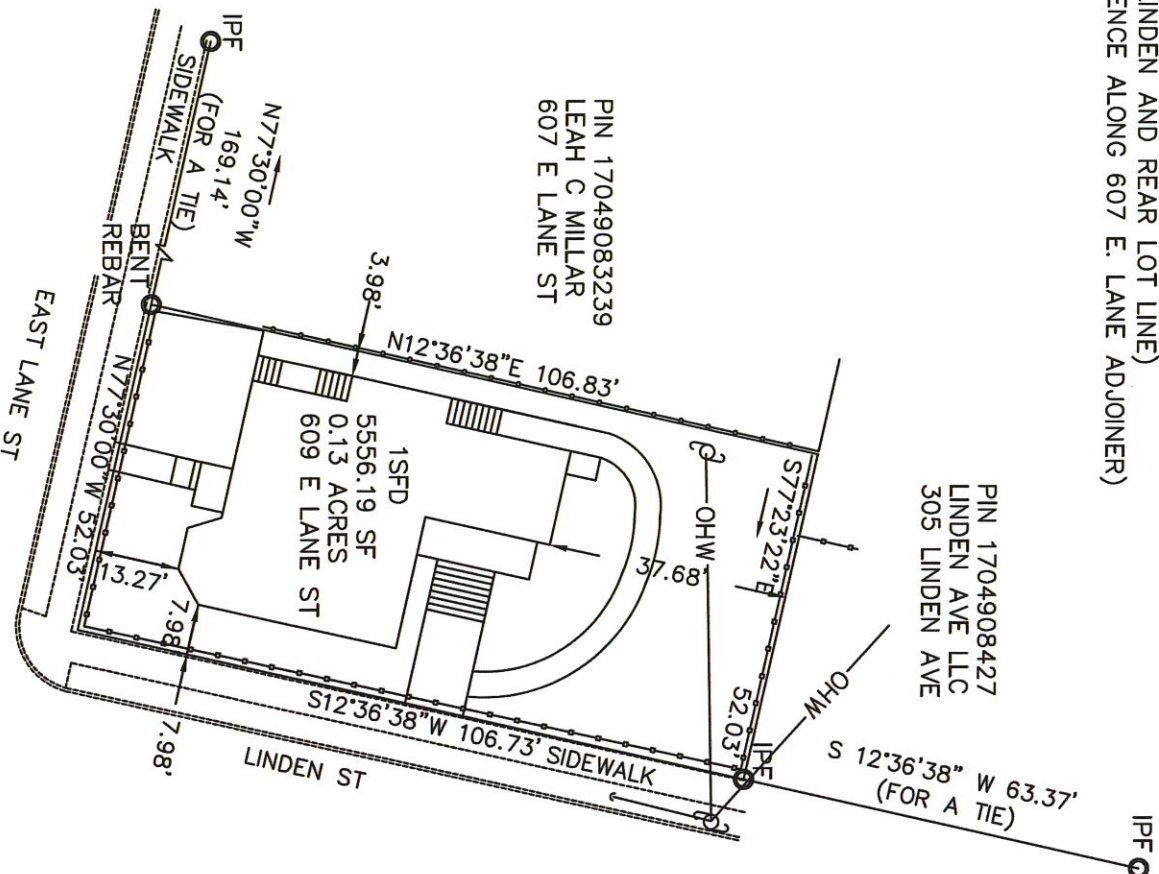 LINDEN AND REAR LOT LINE)
ENCE ALONG 607 E. LANE ADJOINER)
IPF
SIDEWALK
(FOR A TIE)
N77°30'00"W
169.14'
BENT
REBAR
EAST LANE ST
PIN 17049083239
LEAH C MILLAR
607 E LANE ST
3.98'
N12°36'38"E 106.83'
1SFD
5556.19 SF
0.13 ACRES
609 E LANE ST
N77°30'00"W 52.03'
13.27'
7.98'
7.98'
37.68'
OHW
S77°23'22"E
52.03'
PIN 1704908427
LINDEN AVE LLC
305 LINDEN AVE
OHW
IPF
S12°36'38"W 106.73'
SIDEWALK
LINDEN ST
S 12°36'38" W 63.37'
(FOR A TIE)
IPF